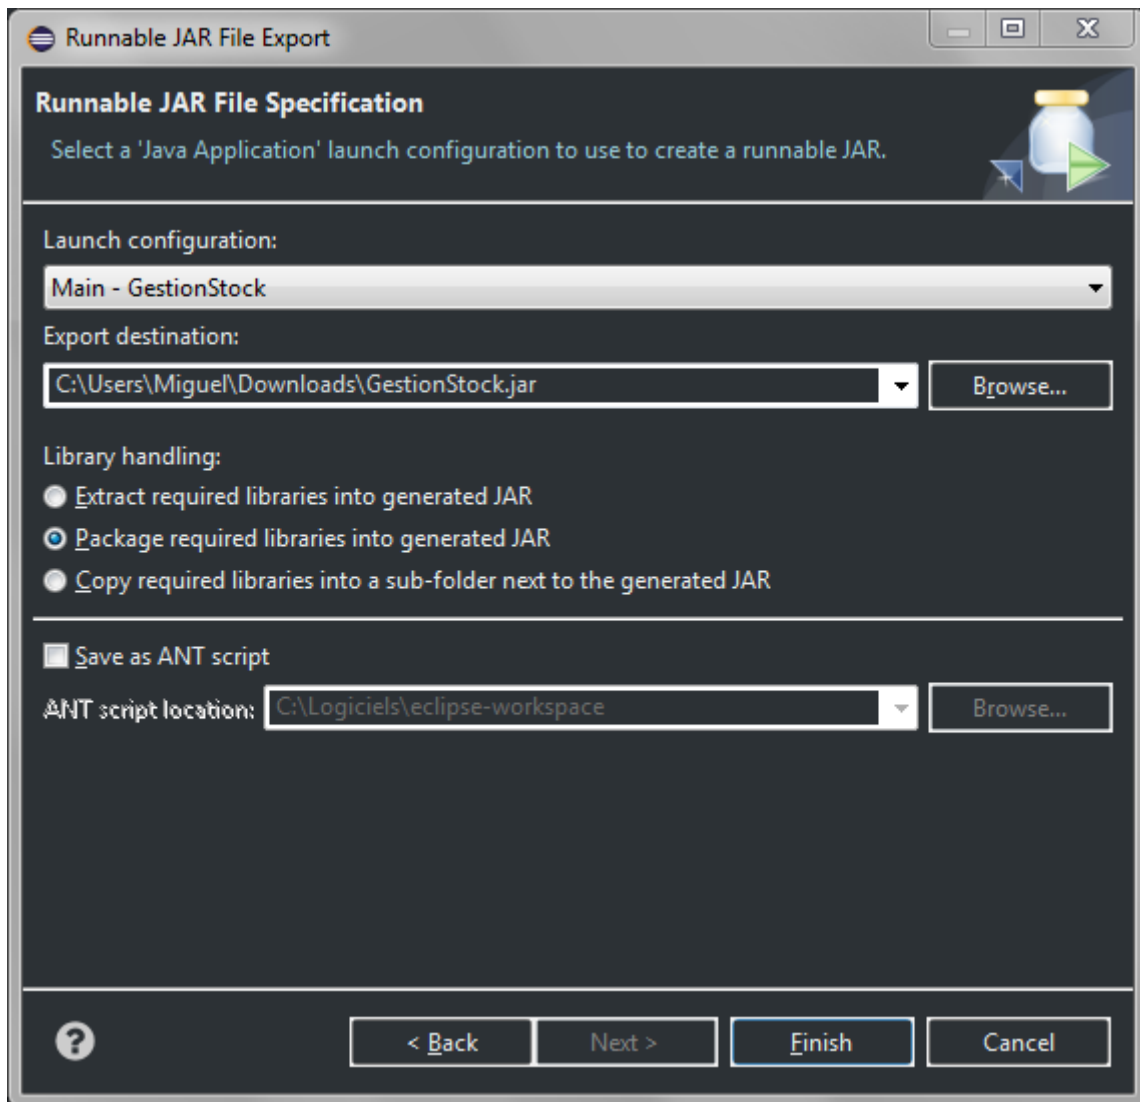 Runnable JAR File Export
Runnable JAR File Specification
Select a 'Java Application' launch configuration to use to create a runnable JAR.
Launch configuration:
Main - GestionStock
Export destination:
C:\Users\Miguel\Downloads\GestionStock.jar Browse...
Library handling:
Extract required libraries into generated JAR
Package required libraries into generated JAR
Copy required libraries into a sub-folder next to the generated JAR
Save as ANT script
ANT script location: C:\Logiciels\eclipse-workspace Browse...
? < Back Next > Finish Cancel